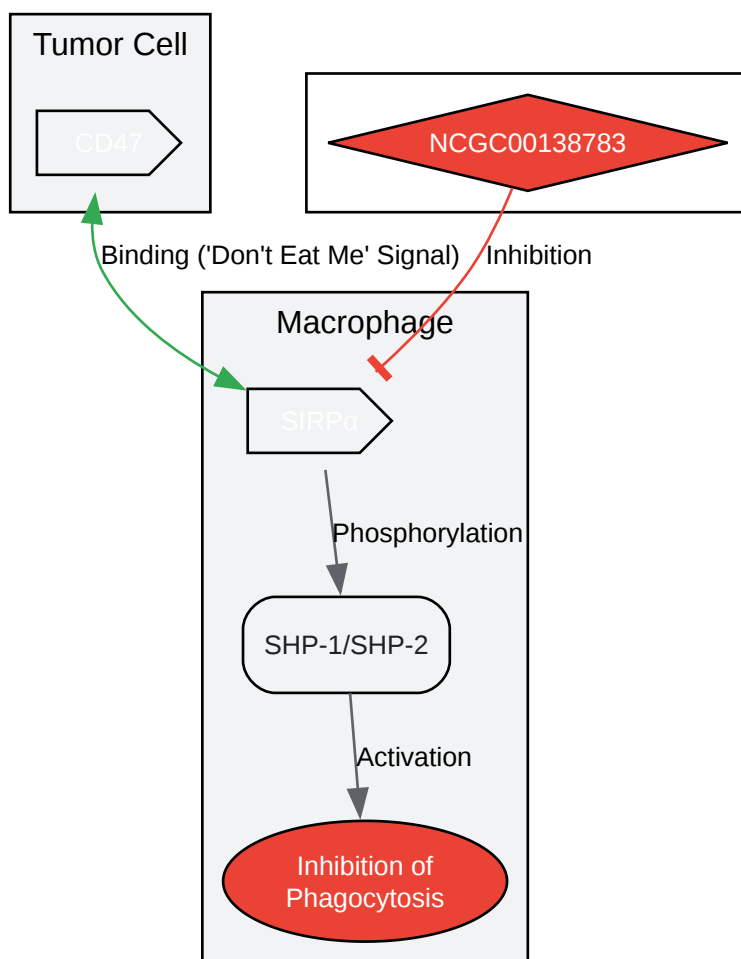 Tumor Cell
CD47
NCGC00138783
Binding ('Don't Eat Me' Signal)
Inhibition
Macrophage
SIRPα
Phosphorylation
SHP-1/SHP-2
Activation
Inhibition of
Phagocytosis